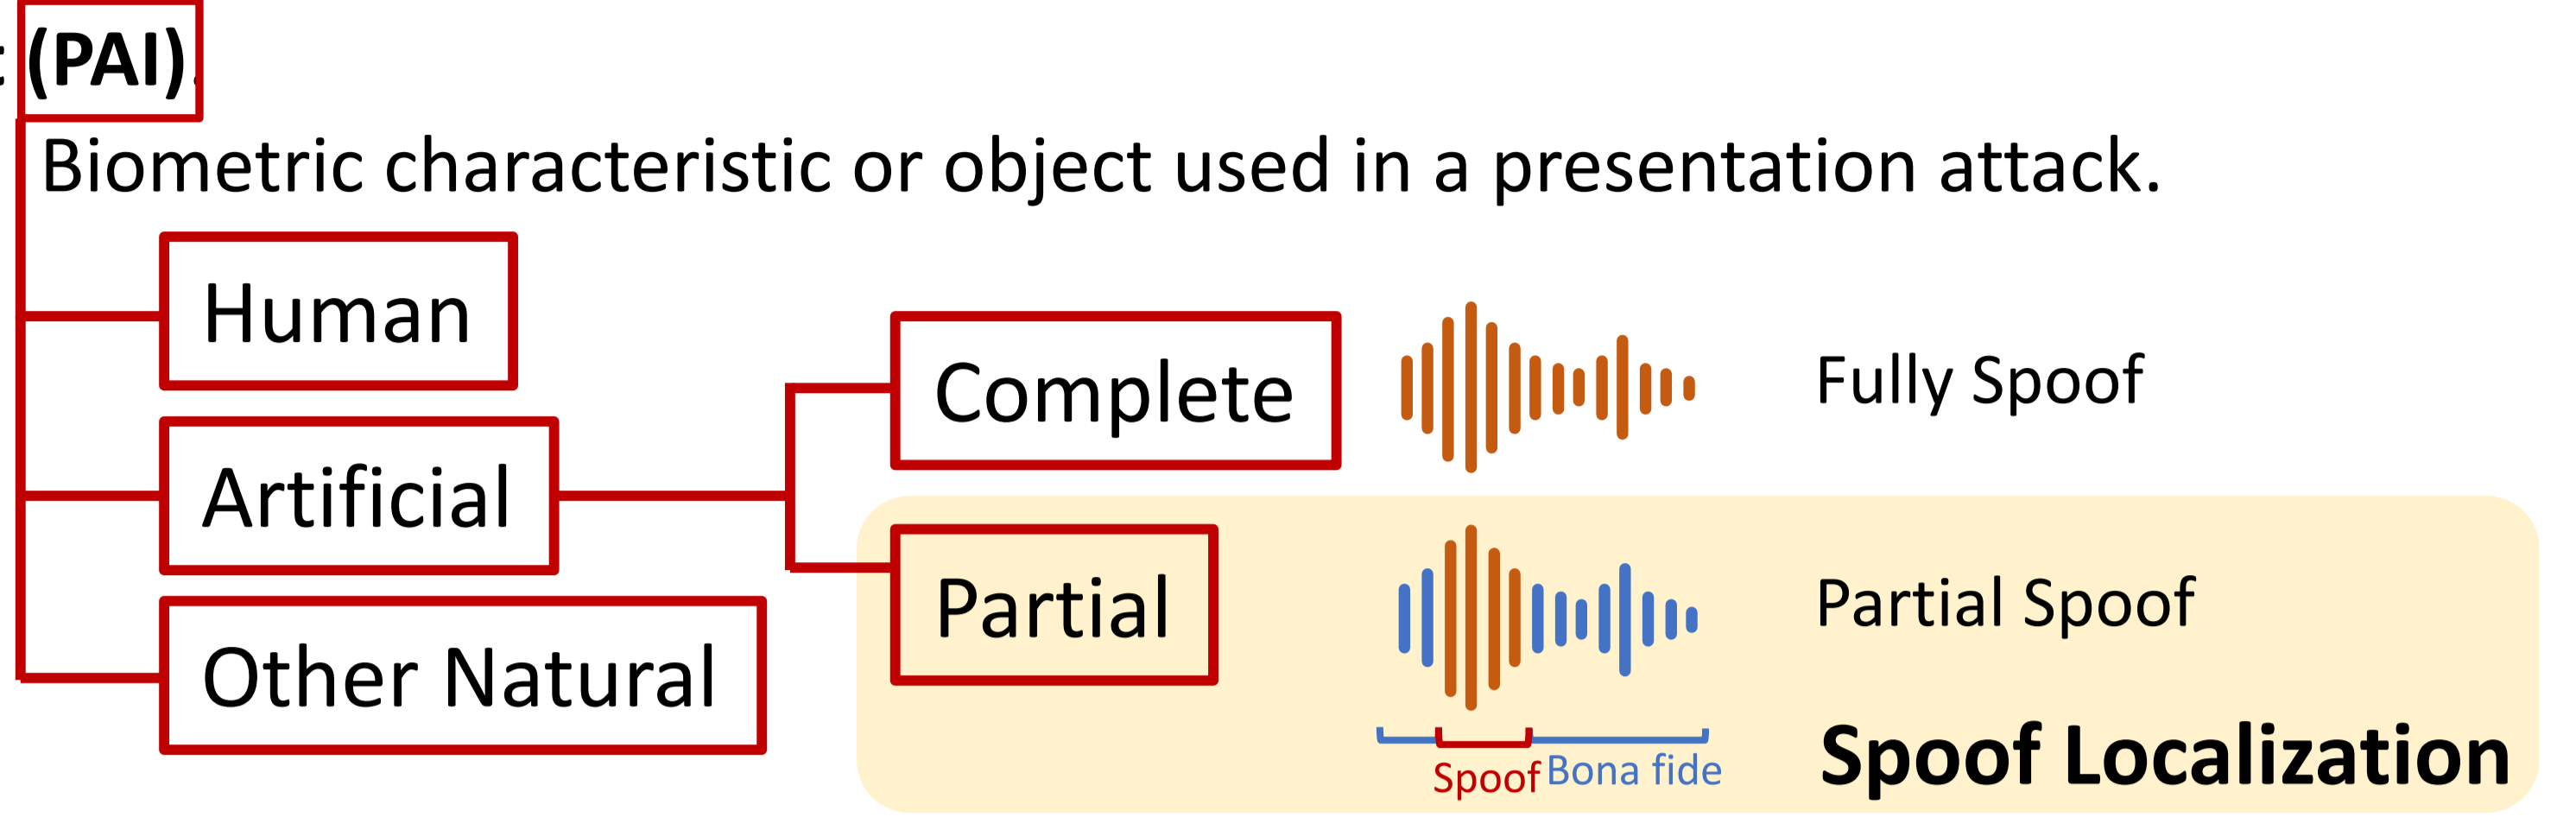 t (PAI).
Biometric characteristic or object used in a presentation attack.
Human
Complete
Fully Spoof
Artificial
Partial
Partial Spoof
Other Natural
Spoof
Bona fide
Spoof Localization